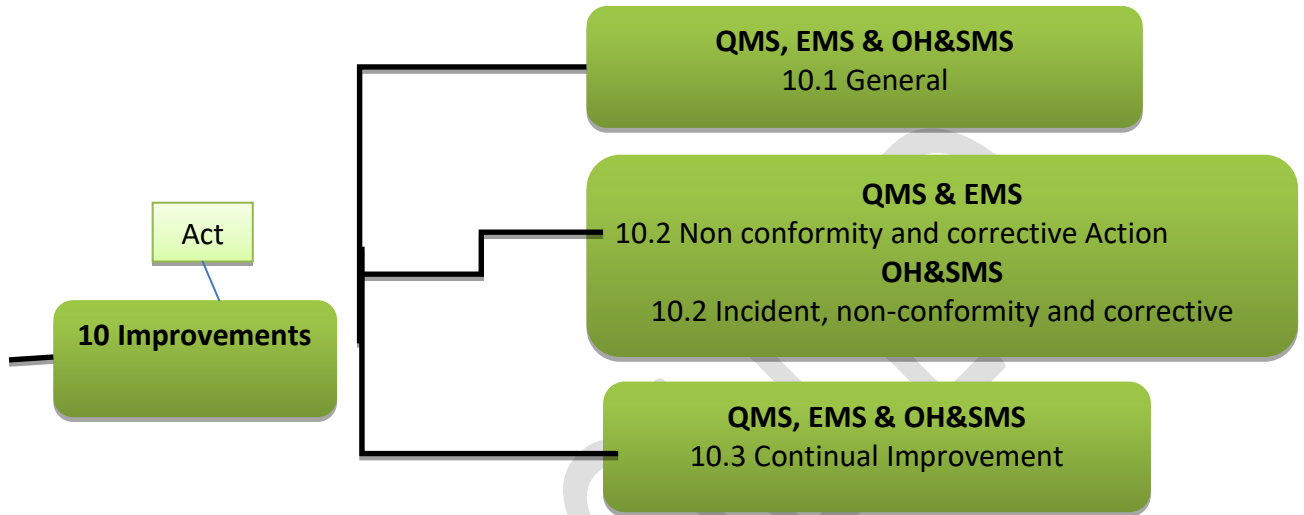 QMS, EMS & OH&SMS
10.1 General
QMS & EMS
10.2 Non conformity and corrective Action
OH&SMS
10.2 Incident, non-conformity and corrective
Act
10 Improvements
QMS, EMS & OH&SMS
10.3 Continual Improvement